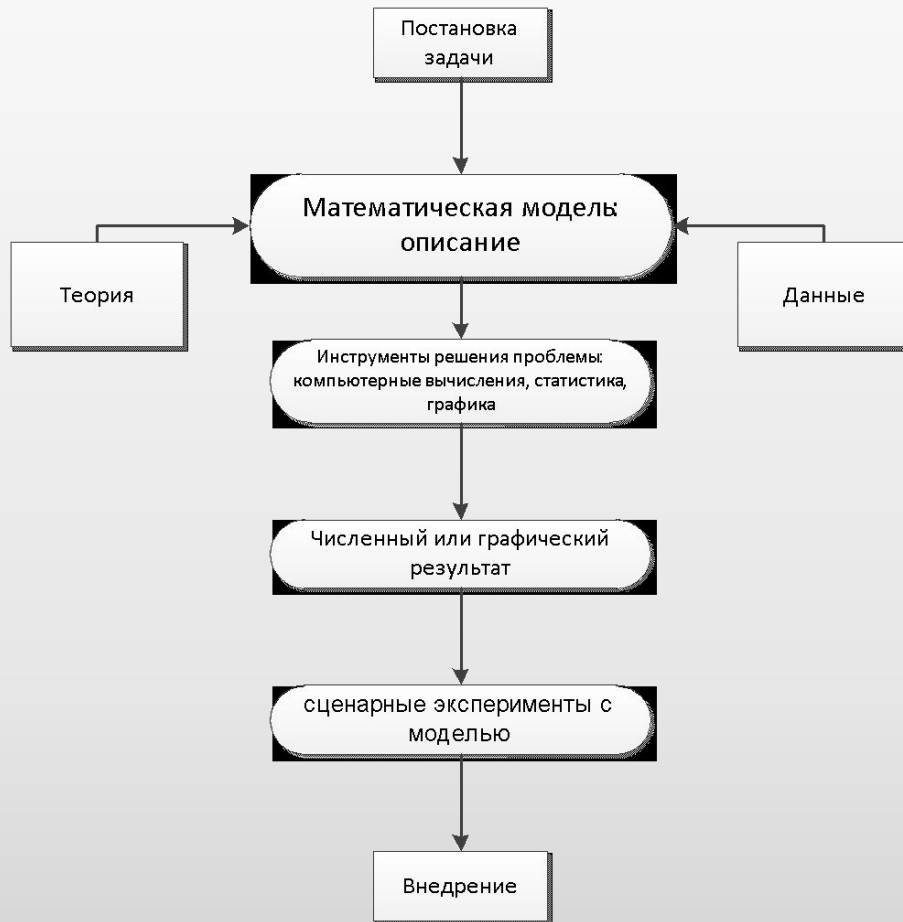 Постановка
задачи
Математическая модель:
описание
Теория
Данные
Инструменты решения проблемы:
компьютерные вычисления, статистика,
графика
Численный или графический
результат
сценарные эксперименты с
моделью
Внедрение